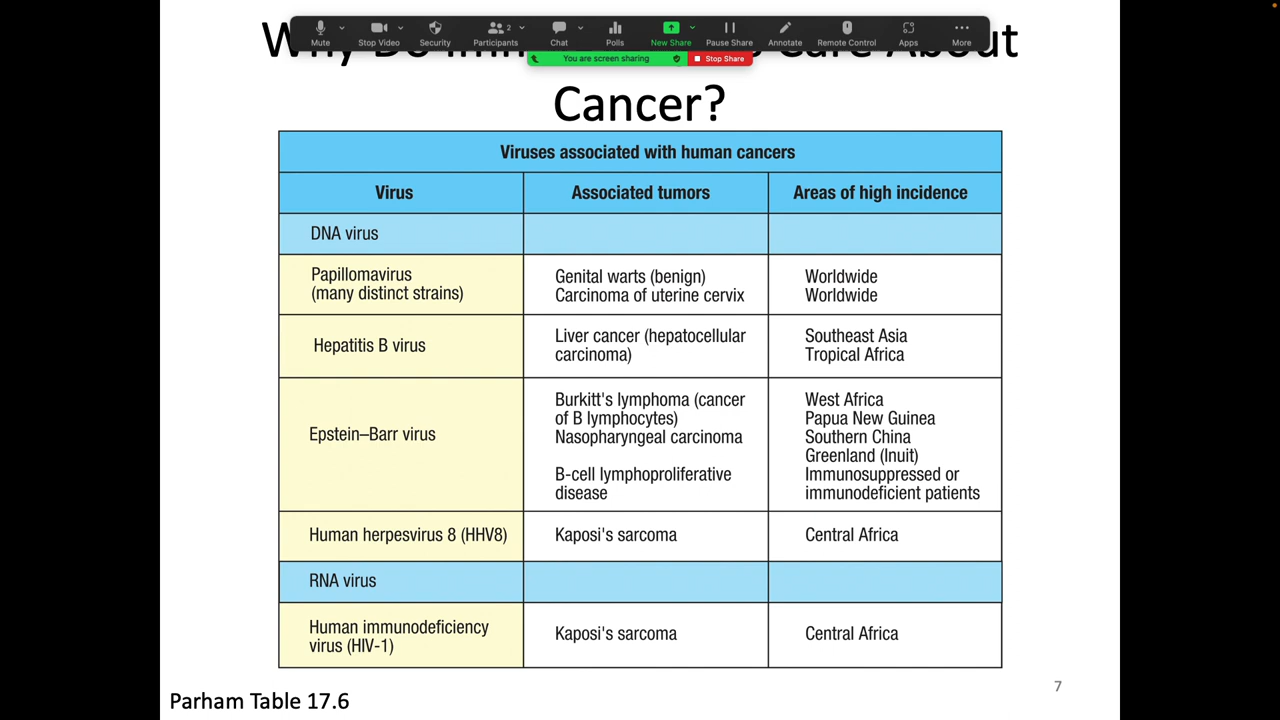 Mute
Stop Video
Security
2
Participants
Chat
Polls
New Share
Pause Share
Annotate
Remote Control
Apps
More
You are screen sharing
Stop Share
About
Cancer?
Viruses associated with human cancers
Virus
Associated tumors
Areas of high incidence
DNA virus
Papillomavirus
(many distinct strains)
Genital warts (benign)
Carcinoma of uterine cervix
Worldwide
Worldwide
Hepatitis B virus
Liver cancer (hepatocellular
carcinoma)
Southeast Asia
Tropical Africa
Epstein–Barr virus
Burkitt's lymphoma (cancer
of B lymphocytes)
Nasopharyngeal carcinoma
B-cell lymphoproliferative
disease
West Africa
Papua New Guinea
Southern China
Greenland (Inuit)
Immunosuppressed or
immunodeficient patients
Human herpesvirus 8 (HHV8)
Kaposi's sarcoma
Central Africa
RNA virus
Human immunodeficiency
virus (HIV-1)
Kaposi's sarcoma
Central Africa
Parham Table 17.6
7